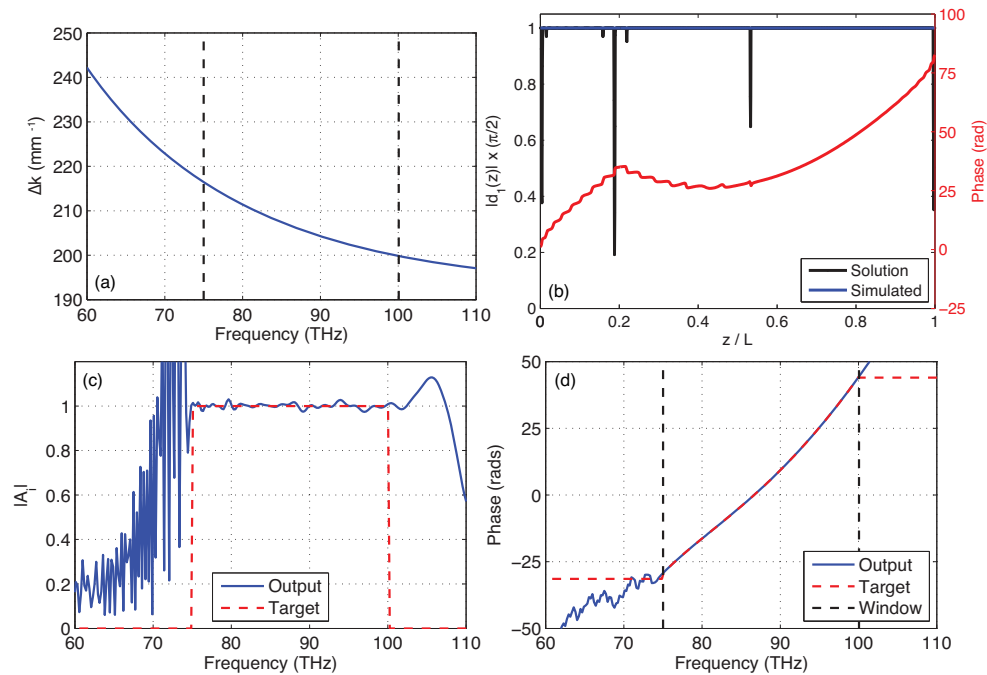 250
240
230
220
210
200
190
Δk (mm ⁻¹)
(a)
60 70 80 90 100 110
Frequency (THz)
1
0.8
0.6
0.4
0.2
0
|d₁(z)| x (π/2)
100
75
50
25
0
−25
Phase (rad)
(b)
Solution
Simulated
0 0.2 0.4 0.6 0.8 1
z / L
1
0.8
0.6
0.4
0.2
0
|Aᵢ|
(c)
Output
Target
60 70 80 90 100 110
Frequency (THz)
50
25
0
−25
−50
Phase (rads)
(d)
Output
Target
Window
60 70 80 90 100 110
Frequency (THz)